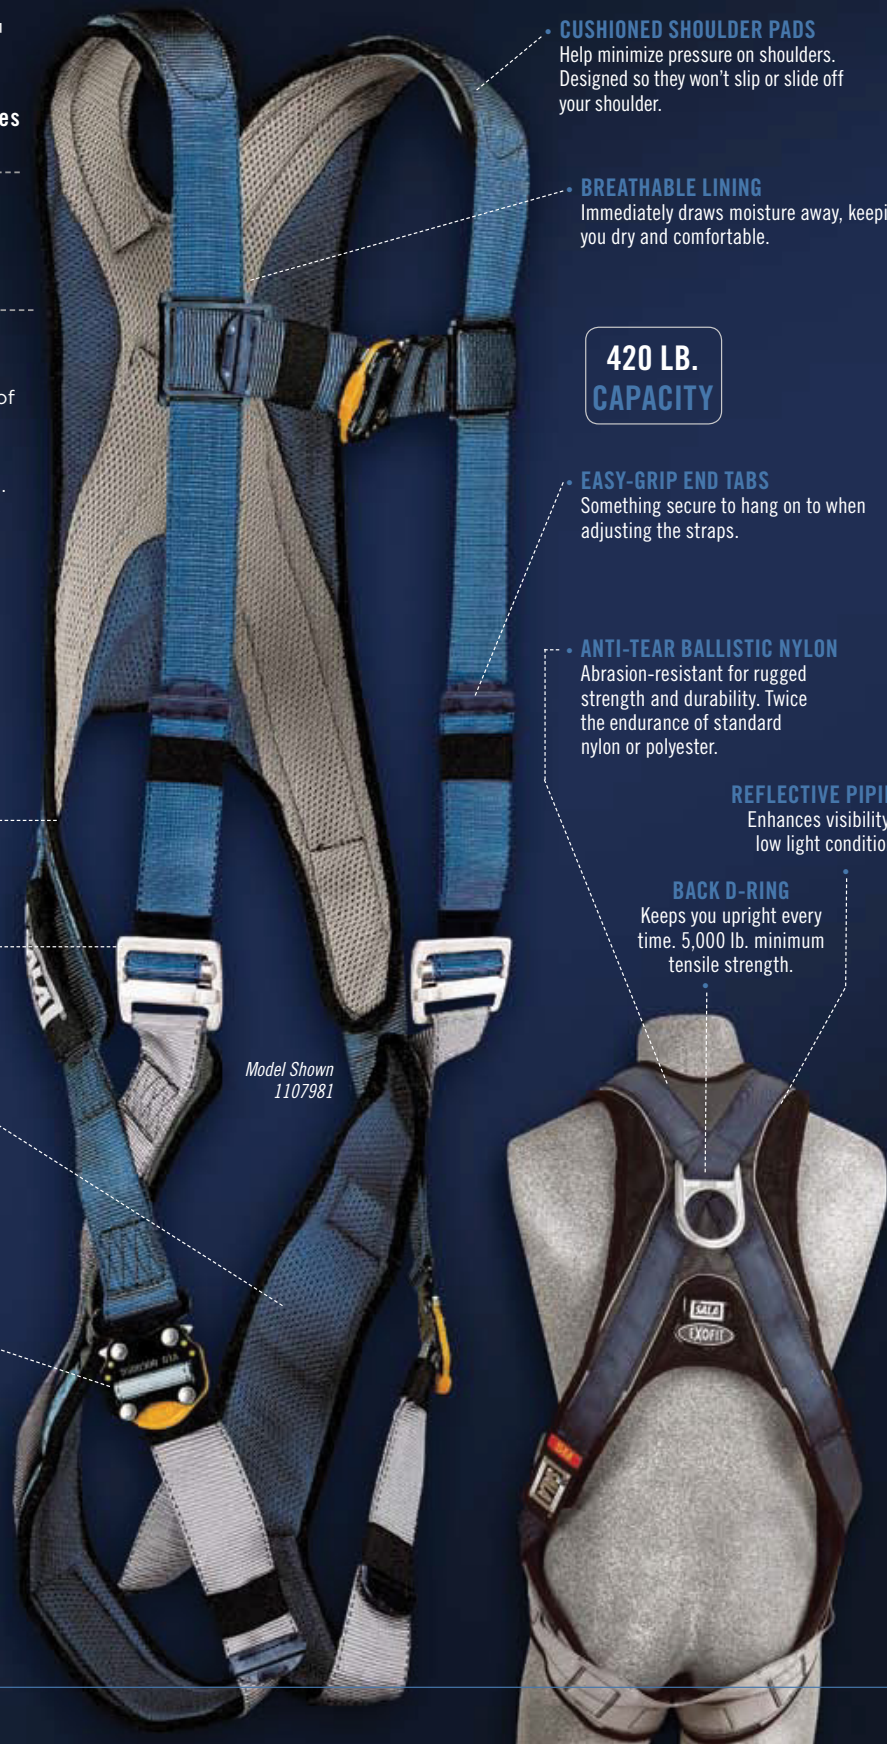 es
of
.
CUSHIONED SHOULDER PADS
Help minimize pressure on shoulders.
Designed so they won't slip or slide off
your shoulder.
BREATHABLE LINING
Immediately draws moisture away, keepi
you dry and comfortable.
420 LB.
CAPACITY
EASY-GRIP END TABS
Something secure to hang on to when
adjusting the straps.
ANTI-TEAR BALLISTIC NYLON
Abrasion-resistant for rugged
strength and durability. Twice
the endurance of standard
nylon or polyester.
REFLECTIVE PIPI
Enhances visibility
low light conditio
BACK D-RING
Keeps you upright every
time. 5,000 lb. minimum
tensile strength.
Model Shown
1107981
SALA
EXOFIT
SALA